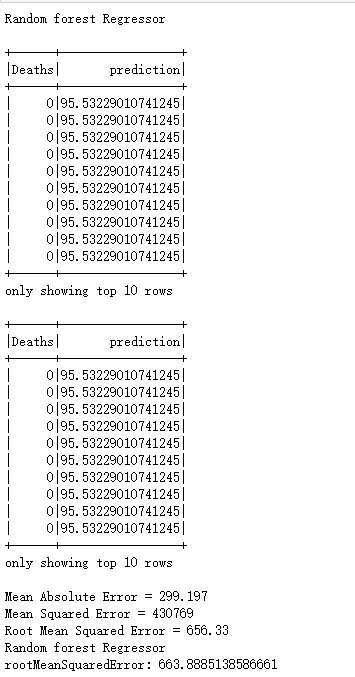 Random forest Regressor
+------+-----------------+
|Deaths|       prediction|
+------+-----------------+
|     0|95.53229010741245|
|     0|95.53229010741245|
|     0|95.53229010741245|
|     0|95.53229010741245|
|     0|95.53229010741245|
|     0|95.53229010741245|
|     0|95.53229010741245|
|     0|95.53229010741245|
|     0|95.53229010741245|
|     0|95.53229010741245|
+------+-----------------+
only showing top 10 rows
+------+-----------------+
|Deaths|       prediction|
+------+-----------------+
|     0|95.53229010741245|
|     0|95.53229010741245|
|     0|95.53229010741245|
|     0|95.53229010741245|
|     0|95.53229010741245|
|     0|95.53229010741245|
|     0|95.53229010741245|
|     0|95.53229010741245|
|     0|95.53229010741245|
|     0|95.53229010741245|
+------+-----------------+
only showing top 10 rows
Mean Absolute Error = 299.197
Mean Squared Error = 430769
Root Mean Squared Error = 656.33
Random forest Regressor
rootMeanSquaredError: 663.8885138586661